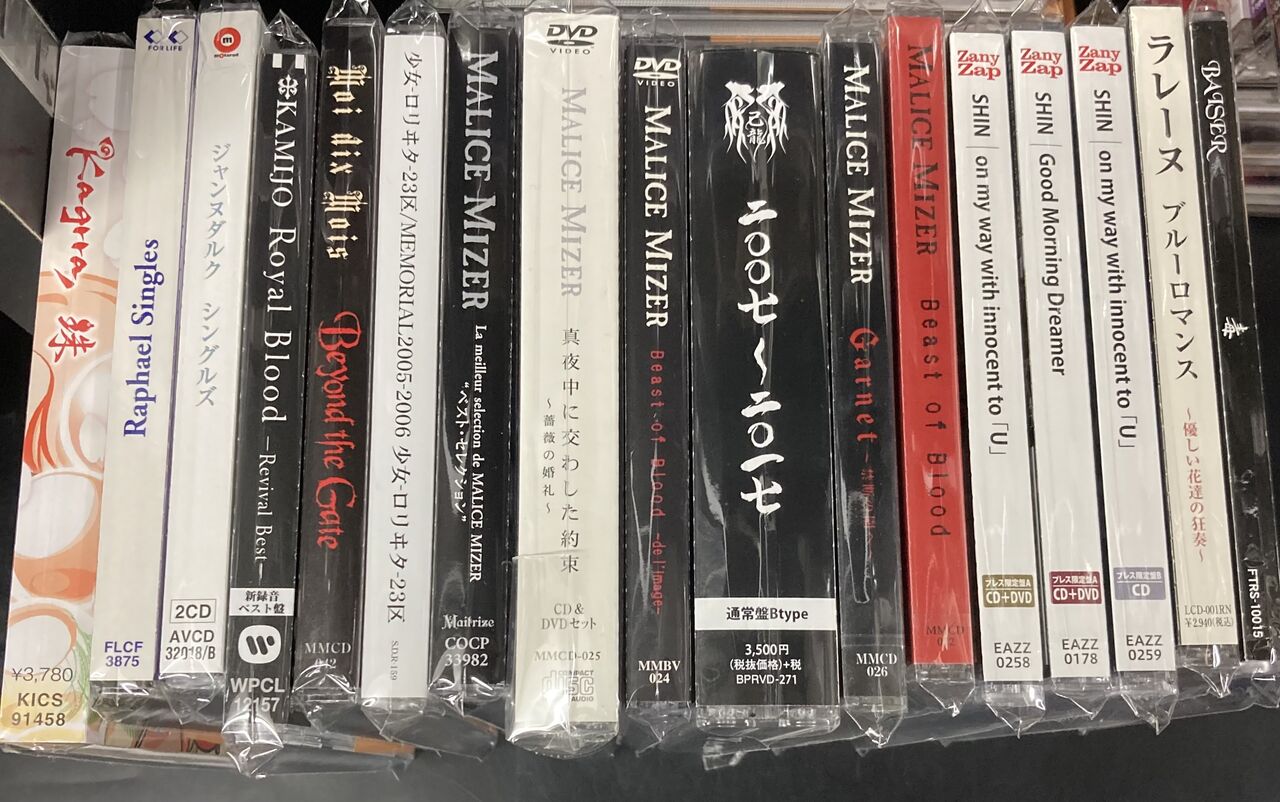 Kagrra
¥3,780
KICS
91458
FOR LIFE
Raphael Singles
FLCF
3875
ジャンヌダルク シングルズ
2CD
AVCD
32018/B
KAMIJO Royal Blood —Revival Best—
新録音
ベスト盤
WPCL
12157
Moi dix Mois Beyond the Gate
MMCD
042
少女-ロリヰタ-23区/MEMORIAL2005-2006 少女-ロリヰタ-23区
MALICE MIZER La meilleur selection de MALICE MIZER
“ベスト・セレクション”
Maitrize
COCP
33982
DVD
VIDEO
MALICE MIZER 真夜中に交わした約束
～薔薇の婚礼～
CD &
DVDセット
MMCD-025
COMPACT
disc
AUDIO
DVD
VIDEO
MALICE MIZER Beast of Blood -de l'image-
MMBV
024
己龍
二〇〇七～二〇一七
通常盤Btype
3,500円
(税抜価格)+税
BPRVD-271
MALICE MIZER Garnet
MMCD
026
MALICE MIZER Beast of Blood
MMCD
Zany
Zap
SHIN on my way with innocent to「U」
プレス限定盤A
CD+DVD
EAZZ
0258
Zany
Zap
SHIN Good Morning Dreamer
プレス限定盤A
CD+DVD
EAZZ
0178
Zany
Zap
SHIN on my way with innocent to「U」
プレス限定盤B
CD
EAZZ
0259
ラレーヌ ブルーロマンス ～優しい花達の狂奏～
LCD-001RN
¥2,940(税込)
BAISER 毒
FTRS-10015